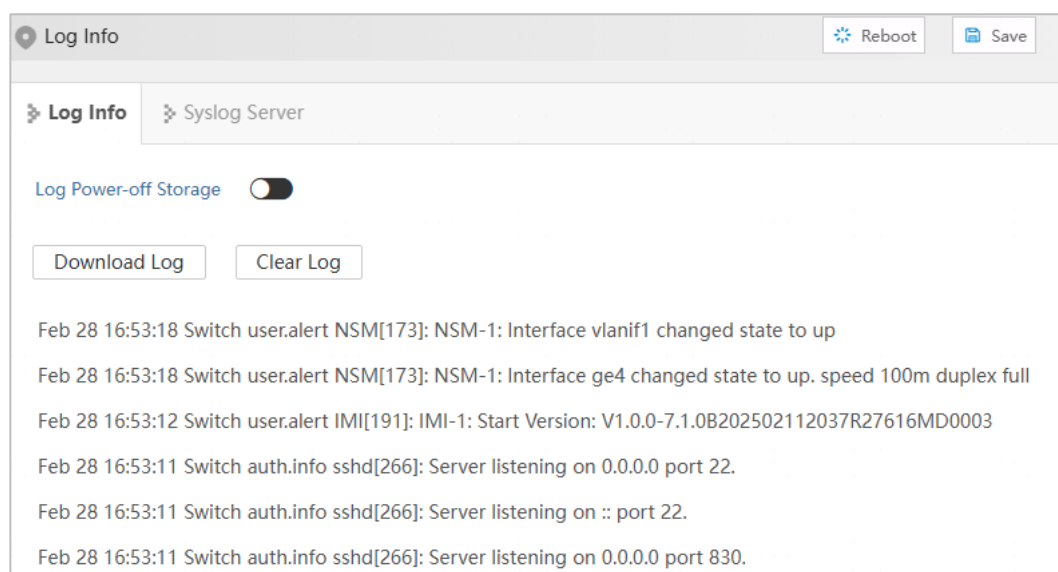 Log Info
Reboot
Save
Log Info
Syslog Server
Log Power-off Storage
Download Log
Clear Log
Feb 28 16:53:18 Switch user.alert NSM[173]: NSM-1: Interface vlanif1 changed state to up
Feb 28 16:53:18 Switch user.alert NSM[173]: NSM-1: Interface ge4 changed state to up. speed 100m duplex full
Feb 28 16:53:12 Switch user.alert IMI[191]: IMI-1: Start Version: V1.0.0-7.1.0B202502112037R27616MD0003
Feb 28 16:53:11 Switch auth.info sshd[266]: Server listening on 0.0.0.0 port 22.
Feb 28 16:53:11 Switch auth.info sshd[266]: Server listening on :: port 22.
Feb 28 16:53:11 Switch auth.info sshd[266]: Server listening on 0.0.0.0 port 830.